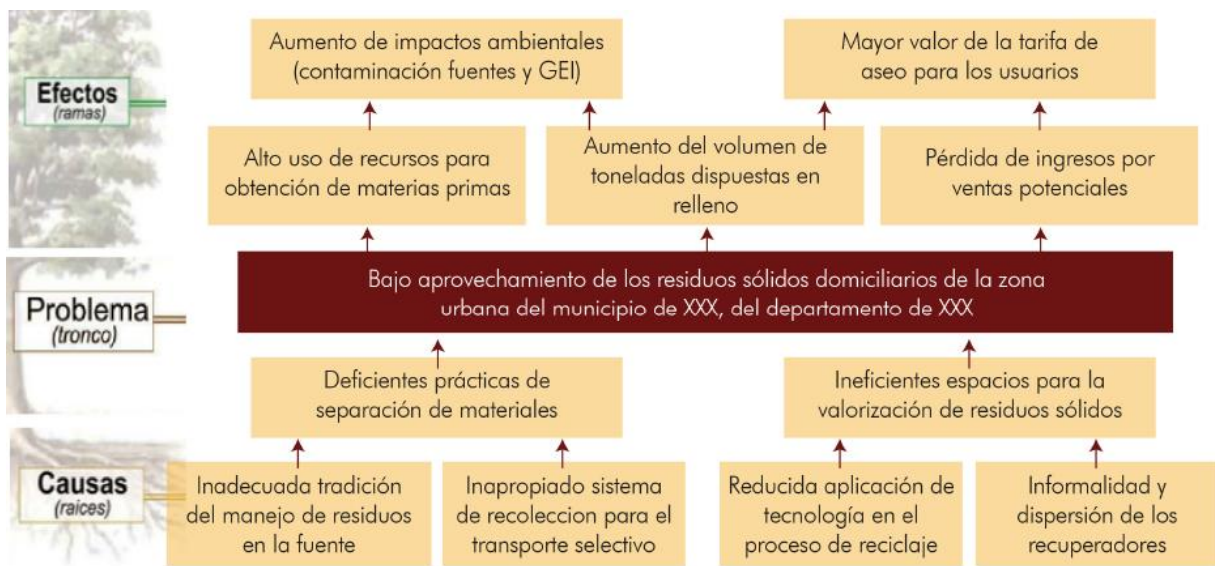 Aumento de impactos ambientales
(contaminación fuentes y GEI)
Mayor valor de la tarifa de
aseo para los usuarios
Efectos
(ramas)
Alto uso de recursos para
obtención de materias primas
Aumento del volumen de
toneladas dispuestas en
relleno
Pérdida de ingresos por
ventas potenciales
Problema
(tronco)
Bajo aprovechamiento de los residuos sólidos domiciliarios de la zona
urbana del municipio de XXX, del departamento de XXX
Deficientes prácticas de
separación de materiales
Ineficientes espacios para la
valorización de residuos sólidos
Causas
(raices)
Inadecuada tradición
del manejo de residuos
en la fuente
Inapropiado sistema
de recoleccion para el
transporte selectivo
Reducida aplicación de
tecnología en el
proceso de reciclaje
Informalidad y
dispersión de los
recuperadores